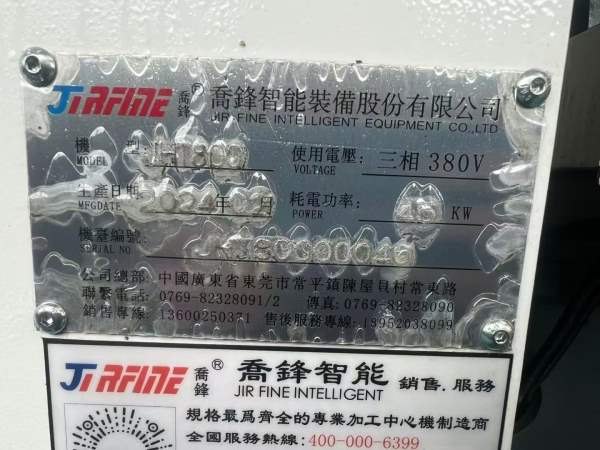 JIRFINE 喬鋒 ® 喬鋒智能裝備股份有限公司
JIR FINE INTELLIGENT EQUIPMENT CO.,LTD
機 型: 使用電壓: 三相 380V
MODEL VOLTAGE
生產日期: 2024年 月 耗電功率: KW
MFGDATE POWER
機臺編號:
SERIAL NO
公司總部: 中國廣東省東莞市常平鎮陳屋貝村常東路
聯繫電話: 0769-82328091/2 傳真: 0769-82328090
銷售專線: 13600250371 售後服務專線: 18952038099
JIRFINE 喬鋒 ® 喬鋒智能 銷售.服務
JIR FINE INTELLIGENT
規格最爲齊全的專業加工中心機制造商
全國服務熱線: 400-000-6399